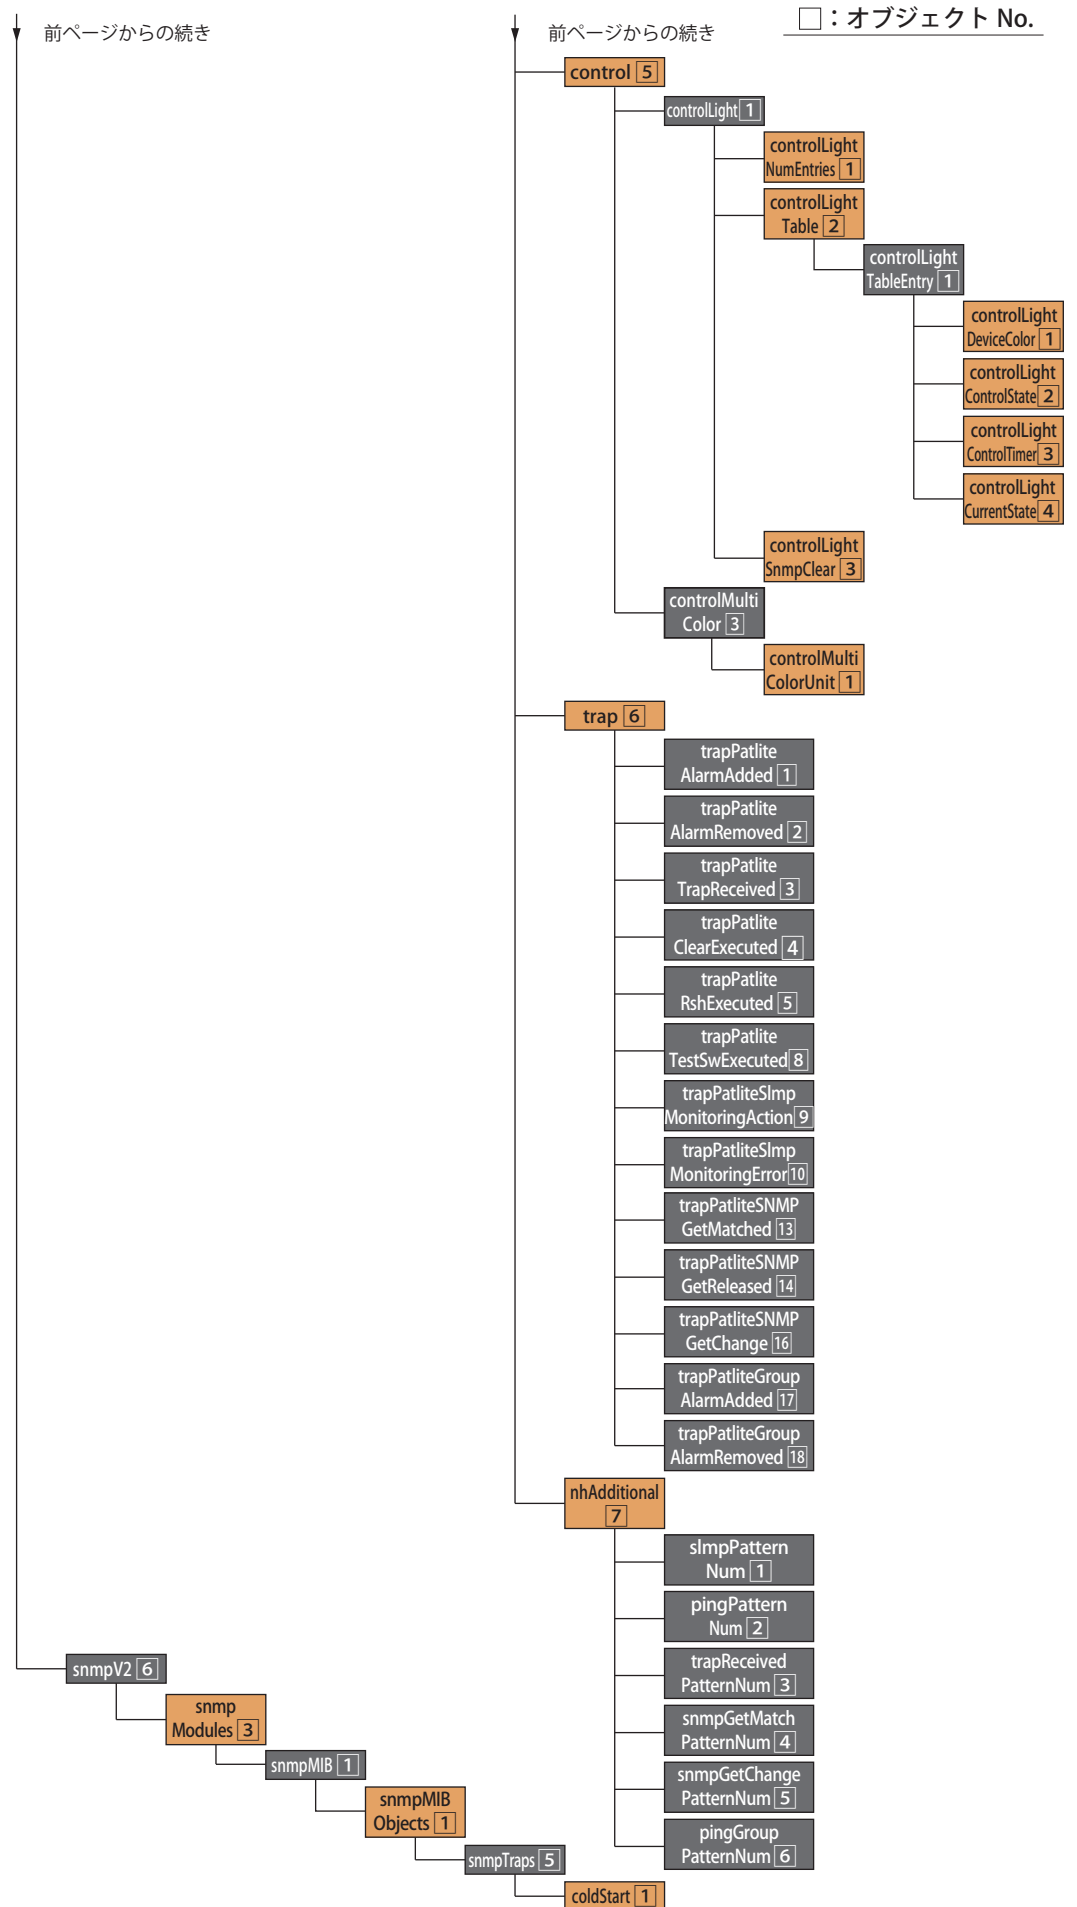 □：オブジェクト No.
前ページからの続き
前ページからの続き
control 5
controlLight 1
controlLight
NumEntries 1
controlLight
Table 2
controlLight
TableEntry 1
controlLight
DeviceColor 1
controlLight
ControlState 2
controlLight
ControlTimer 3
controlLight
CurrentState 4
controlLight
SnmpClear 3
controlMulti
Color 3
controlMulti
ColorUnit 1
trap 6
trapPatlite
AlarmAdded 1
trapPatlite
AlarmRemoved 2
trapPatlite
TrapReceived 3
trapPatlite
ClearExecuted 4
trapPatlite
RshExecuted 5
trapPatlite
TestSwExecuted 8
trapPatliteSlmp
MonitoringAction 9
trapPatliteSlmp
MonitoringError 10
trapPatliteSNMP
GetMatched 13
trapPatliteSNMP
GetReleased 14
trapPatliteSNMP
GetChange 16
trapPatliteGroup
AlarmAdded 17
trapPatliteGroup
AlarmRemoved 18
nhAdditional
7
slmpPattern
Num 1
pingPattern
Num 2
trapReceived
PatternNum 3
snmpGetMatch
PatternNum 4
snmpGetChange
PatternNum 5
pingGroup
PatternNum 6
snmpV2 6
snmp
Modules 3
snmpMIB 1
snmpMIB
Objects 1
snmpTraps 5
coldStart 1